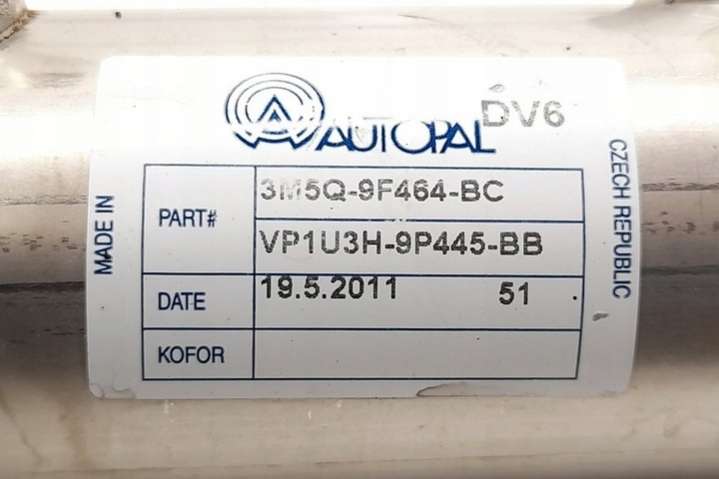 DV6
AUTOPAL
MADE IN
CZECH REPUBLIC
PART#
3M5Q-9F464-BC
VP1U3H-9P445-BB
DATE
19.5.2011 51
KOFOR